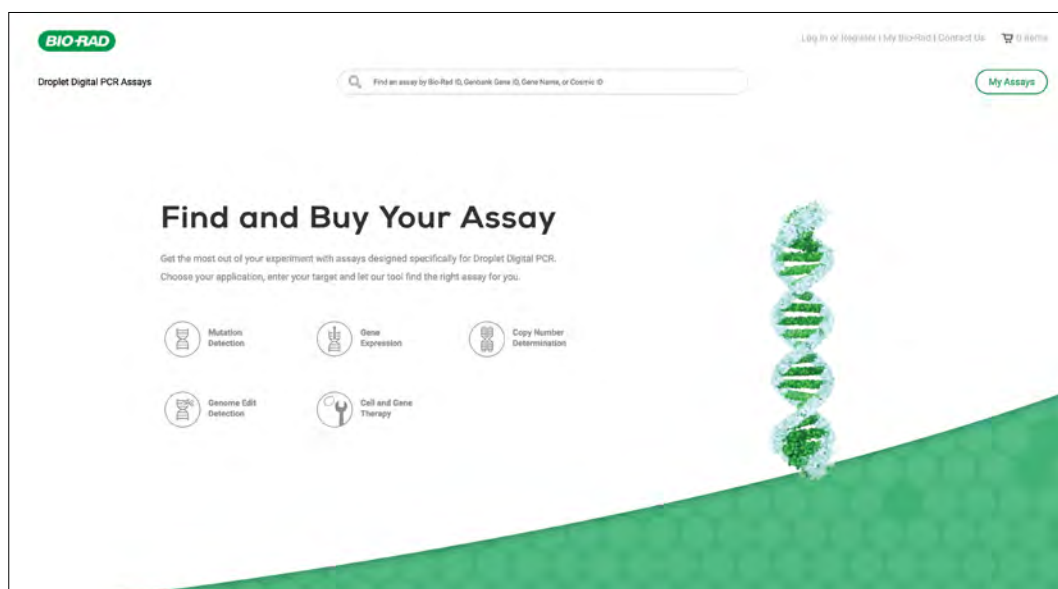 BIO-RAD
Log In or Register | My Bio-Rad | Contact Us 0 items
Droplet Digital PCR Assays
Find an assay by Bio-Rad ID, Genbank Gene ID, Gene Name, or Cosmic ID
My Assays
Find and Buy Your Assay
Get the most out of your experiment with assays designed specifically for Droplet Digital PCR.
Choose your application, enter your target and let our tool find the right assay for you.
Mutation
Detection
Gene
Expression
Copy Number
Determination
Genome Edit
Detection
Cell and Gene
Therapy